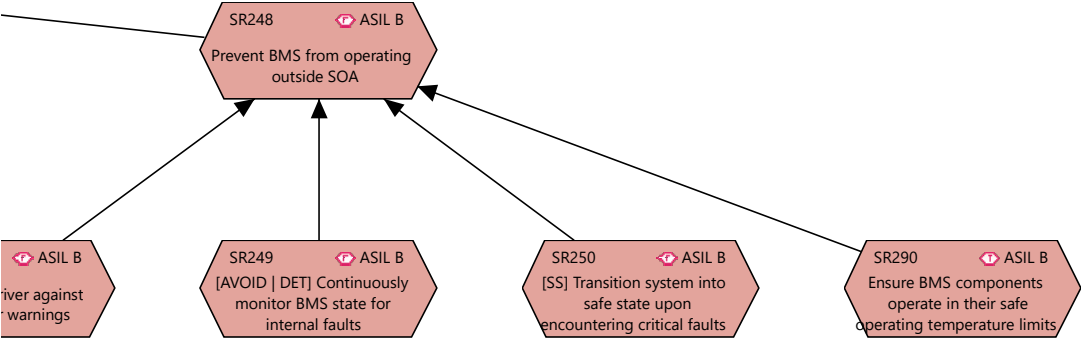 SR248 F ASIL B
Prevent BMS from operating
outside SOA
F ASIL B
river against
warnings
SR249 F ASIL B
[AVOID | DET] Continuously
monitor BMS state for
internal faults
SR250 F ASIL B
[SS] Transition system into
safe state upon
encountering critical faults
SR290 T ASIL B
Ensure BMS components
operate in their safe
operating temperature limits